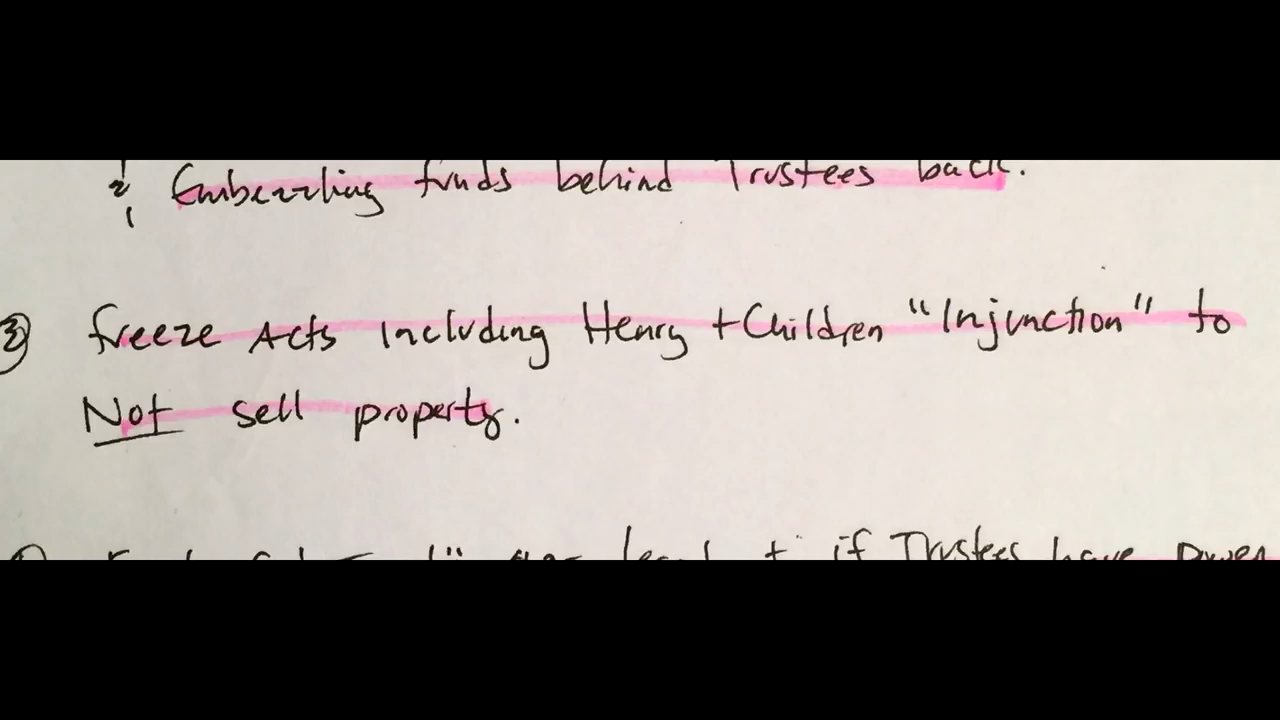 & Embezzling funds behind Trustees back.
③ freeze Acts Including Henry + Children "Injunction" to
Not sell property.
if Trustees have power